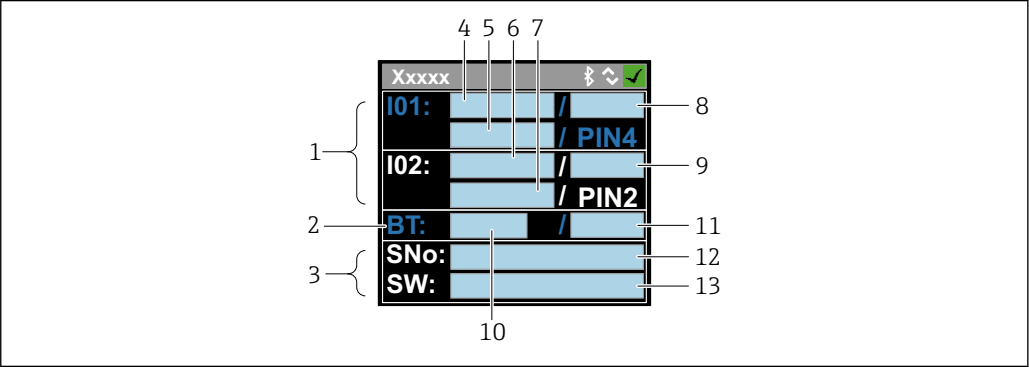 4 5 6 7
Xxxxx
I01: / 8
/ PIN4
1
I02: / 9
/ PIN2
2 BT: / 11
SNo: 12
3
SW: 13
10